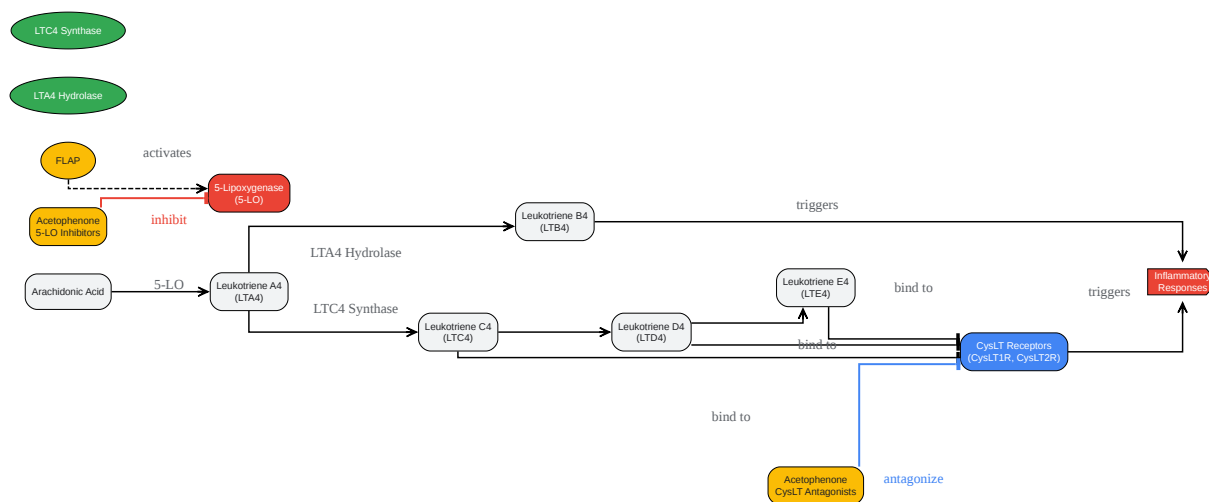 LTC4 Synthase
LTA4 Hydrolase
activates
FLAP
5-Lipoxygenase
(5-LO)
Acetophenone
5-LO Inhibitors
inhibit
Leukotriene B4
(LTB4)
triggers
LTA4 Hydrolase
Arachidonic Acid
5-LO
Leukotriene A4
(LTA4)
LTC4 Synthase
Leukotriene E4
(LTE4)
bind to
triggers
Inflammatory
Responses
Leukotriene C4
(LTC4)
Leukotriene D4
(LTD4)
bind to
CysLT Receptors
(CysLT1R, CysLT2R)
bind to
Acetophenone
CysLT Antagonists
antagonize